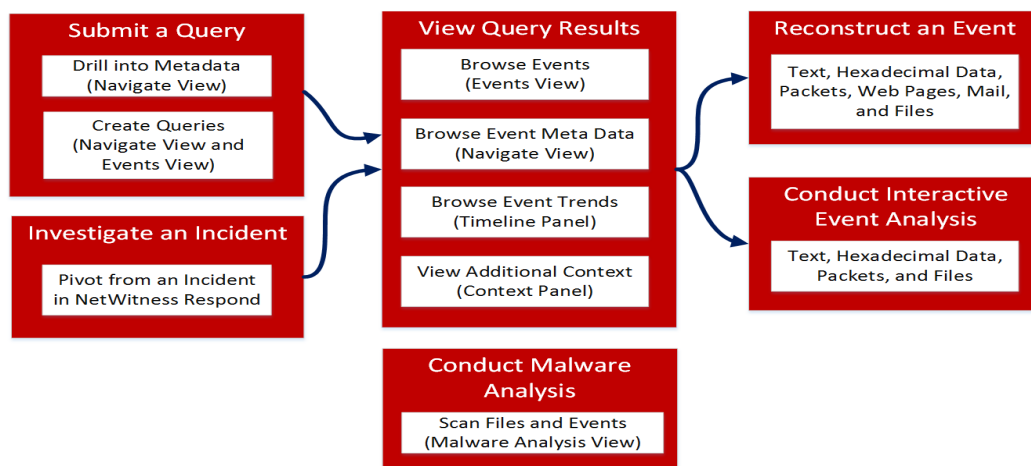 Submit a Query
Drill into Metadata
(Navigate View)
Create Queries
(Navigate View and
Events View)
Investigate an Incident
Pivot from an Incident
in NetWitness Respond
View Query Results
Browse Events
(Events View)
Browse Event Meta Data
(Navigate View)
Browse Event Trends
(Timeline Panel)
View Additional Context
(Context Panel)
Conduct Malware
Analysis
Scan Files and Events
(Malware Analysis View)
Reconstruct an Event
Text, Hexadecimal Data,
Packets, Web Pages, Mail,
and Files
Conduct Interactive
Event Analysis
Text, Hexadecimal Data,
Packets, and Files